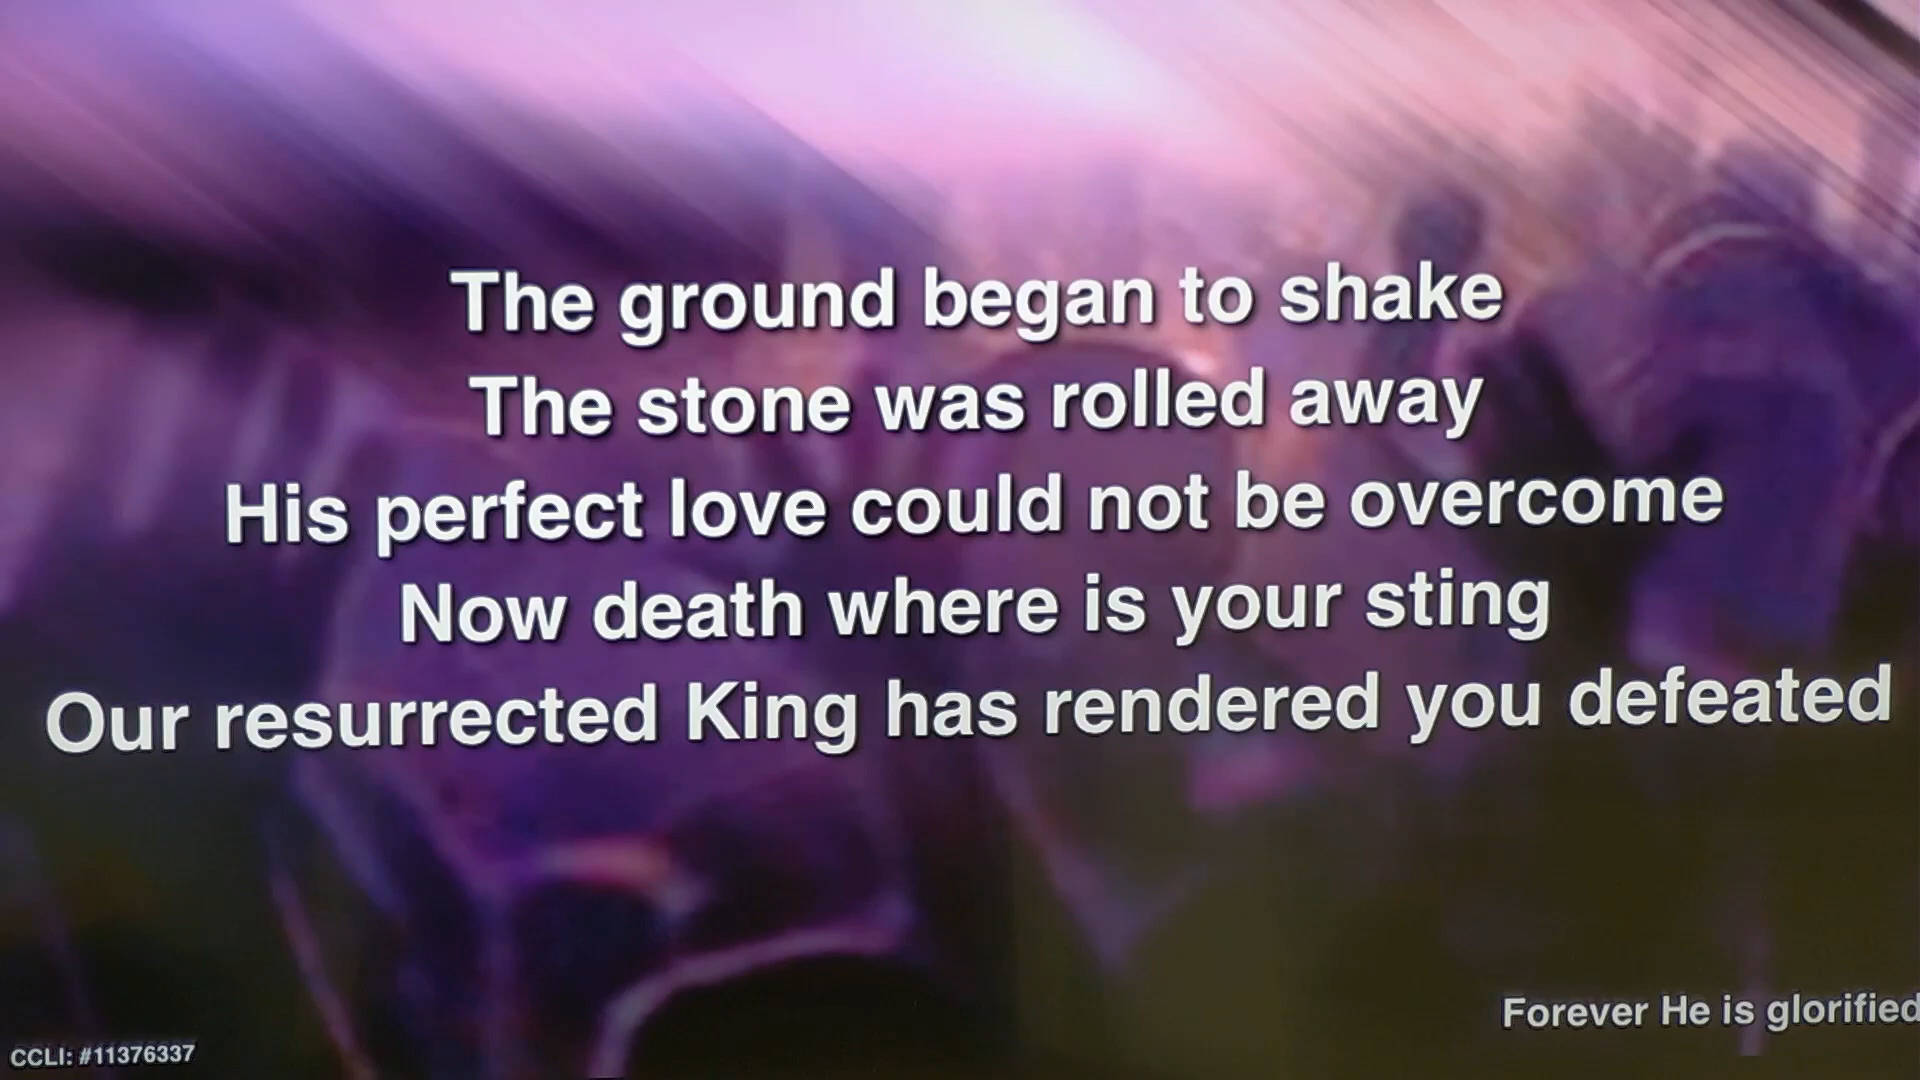 The ground began to shake
The stone was rolled away
His perfect love could not be overcome
Now death where is your sting
Our resurrected King has rendered you defeated
Forever He is glorified
CCLI: #11376337